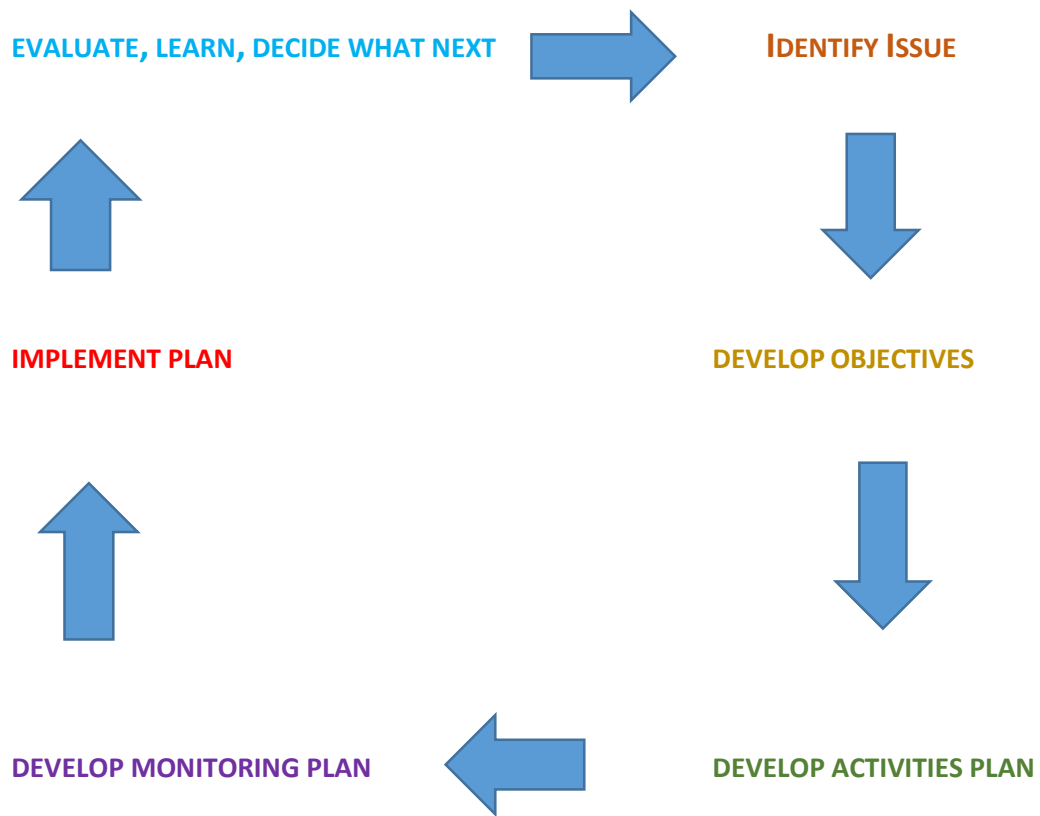 EVALUATE, LEARN, DECIDE WHAT NEXT
IDENTIFY ISSUE
IMPLEMENT PLAN
DEVELOP OBJECTIVES
DEVELOP MONITORING PLAN
DEVELOP ACTIVITIES PLAN